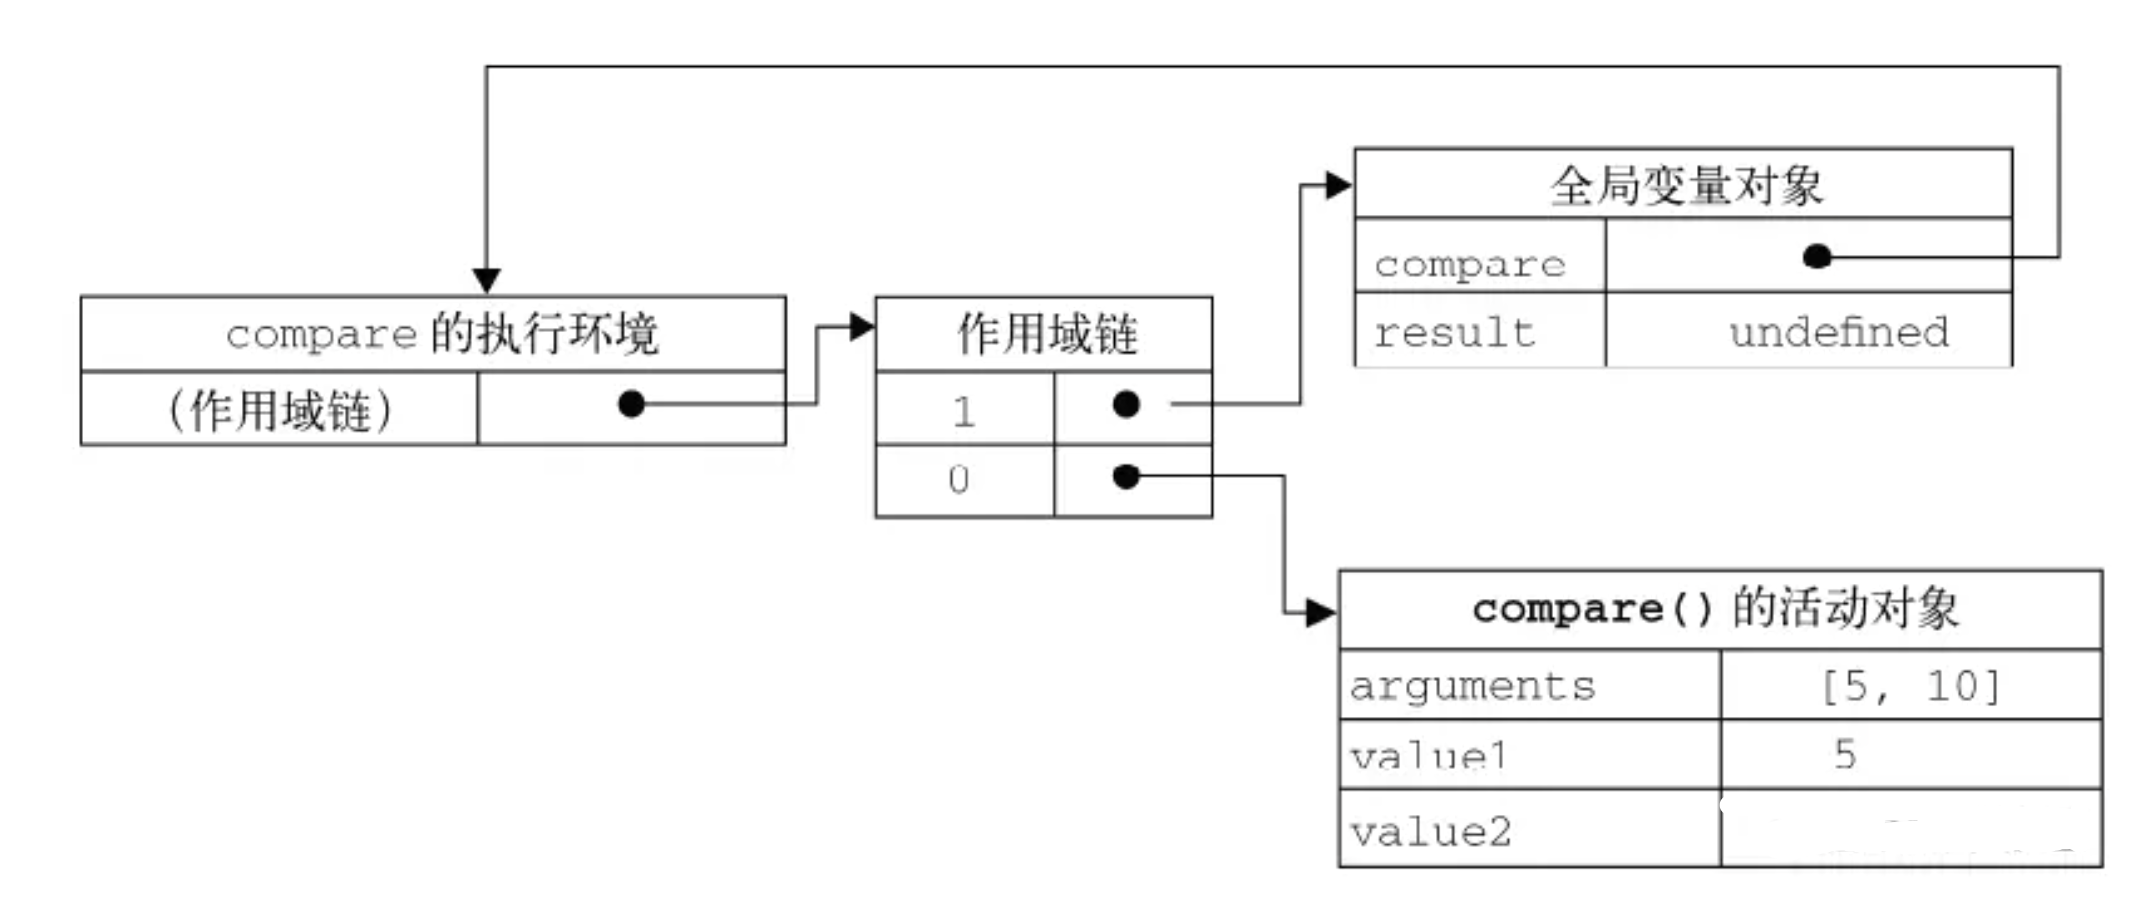 全局变量对象
compare
result undefined
compare 的执行环境
(作用域链)
作用域链
1
0
compare() 的活动对象
arguments [5, 10]
value1 5
value2